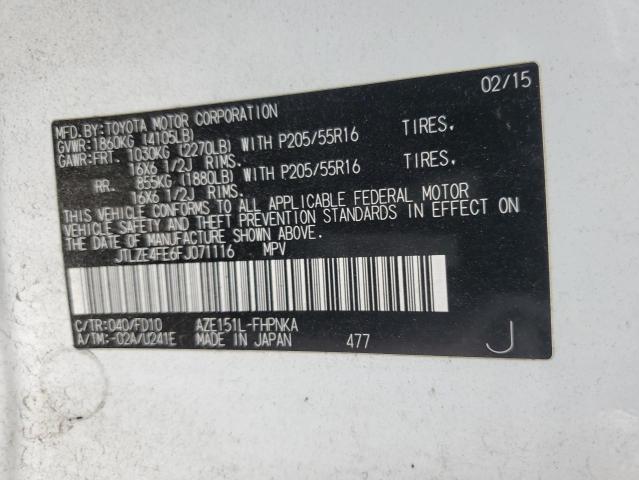 02/15
MFD.BY:TOYOTA MOTOR CORPORATION
GVWR:1860KG (4105LB)
GAWR:FRT. 1030KG (2270LB) WITH P205/55R16 TIRES,
16X6 1/2J RIMS.
RR. 855KG (1880LB) WITH P205/55R16 TIRES,
16X6 1/2J RIMS.
THIS VEHICLE CONFORMS TO ALL APPLICABLE FEDERAL MOTOR
VEHICLE SAFETY AND THEFT PREVENTION STANDARDS IN EFFECT ON
THE DATE OF MANUFACTURE SHOWN ABOVE.
JTLZE4FE6FJ071116 MPV
C/TR:040/FD10 AZE151L-FHPNKA
A/TM:-02A/U241E MADE IN JAPAN 477 J